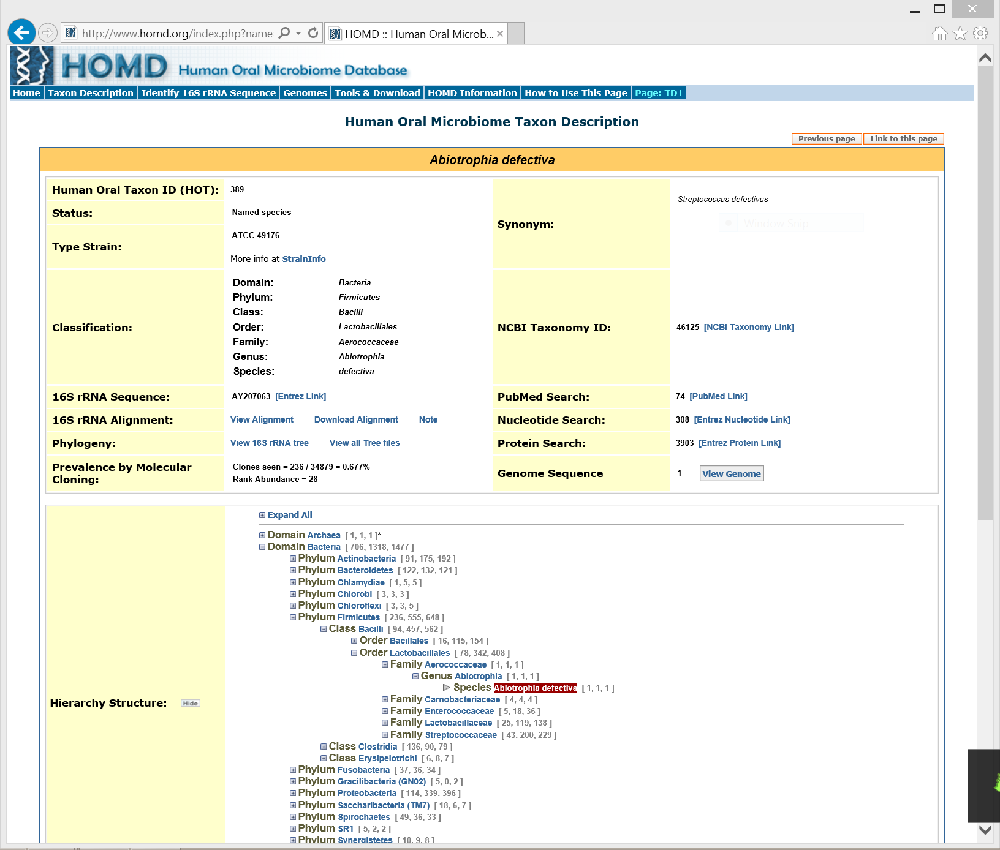 http://www.homd.org/index.php?name
HOMD :: Human Oral Microb...
HOMD Human Oral Microbiome Database
Home Taxon Description Identify 16S rRNA Sequence Genomes Tools & Download HOMD Information How to Use This Page Page: TD1
Human Oral Microbiome Taxon Description
Previous page Link to this page
Abiotrophia defectiva
Human Oral Taxon ID (HOT): 389
Status: Named species
Type Strain: ATCC 49176
More info at StrainInfo
Synonym: Streptococcus defectivus
Window Snip
Classification:
Domain: Bacteria
Phylum: Firmicutes
Class: Bacilli
Order: Lactobacillales
Family: Aerococcaceae
Genus: Abiotrophia
Species: defectiva
NCBI Taxonomy ID: 46125 [NCBI Taxonomy Link]
16S rRNA Sequence: AY207063 [Entrez Link]
PubMed Search: 74 [PubMed Link]
16S rRNA Alignment: View Alignment Download Alignment Note
Nucleotide Search: 308 [Entrez Nucleotide Link]
Phylogeny: View 16S rRNA tree View all Tree files
Protein Search: 3903 [Entrez Protein Link]
Prevalence by Molecular
Cloning:
Clones seen = 236 / 34879 = 0.677%
Rank Abundance = 28
Genome Sequence 1 View Genome
Hierarchy Structure: Hide
Expand All
Domain Archaea [ 1, 1, 1 ]*
Domain Bacteria [ 706, 1318, 1477 ]
Phylum Actinobacteria [ 91, 175, 192 ]
Phylum Bacteroidetes [ 122, 132, 121 ]
Phylum Chlamydiae [ 1, 5, 5 ]
Phylum Chlorobi [ 3, 3, 3 ]
Phylum Chloroflexi [ 3, 3, 5 ]
Phylum Firmicutes [ 236, 555, 648 ]
Class Bacilli [ 94, 457, 562 ]
Order Bacillales [ 16, 115, 154 ]
Order Lactobacillales [ 78, 342, 408 ]
Family Aerococcaceae [ 1, 1, 1 ]
Genus Abiotrophia [ 1, 1, 1 ]
Species Abiotrophia defectiva [ 1, 1, 1 ]
Family Carnobacteriaceae [ 4, 4, 4 ]
Family Enterococcaceae [ 5, 18, 36 ]
Family Lactobacillaceae [ 25, 119, 138 ]
Family Streptococcaceae [ 43, 200, 229 ]
Class Clostridia [ 136, 90, 79 ]
Class Erysipelotrichi [ 6, 8, 7 ]
Phylum Fusobacteria [ 37, 36, 34 ]
Phylum Gracilibacteria (GN02) [ 5, 0, 2 ]
Phylum Proteobacteria [ 114, 339, 396 ]
Phylum Saccharibacteria (TM7) [ 18, 6, 7 ]
Phylum Spirochaetes [ 49, 36, 33 ]
Phylum SR1 [ 5, 2, 2 ]
Phylum Synergistetes [ 10, 9, 8 ]